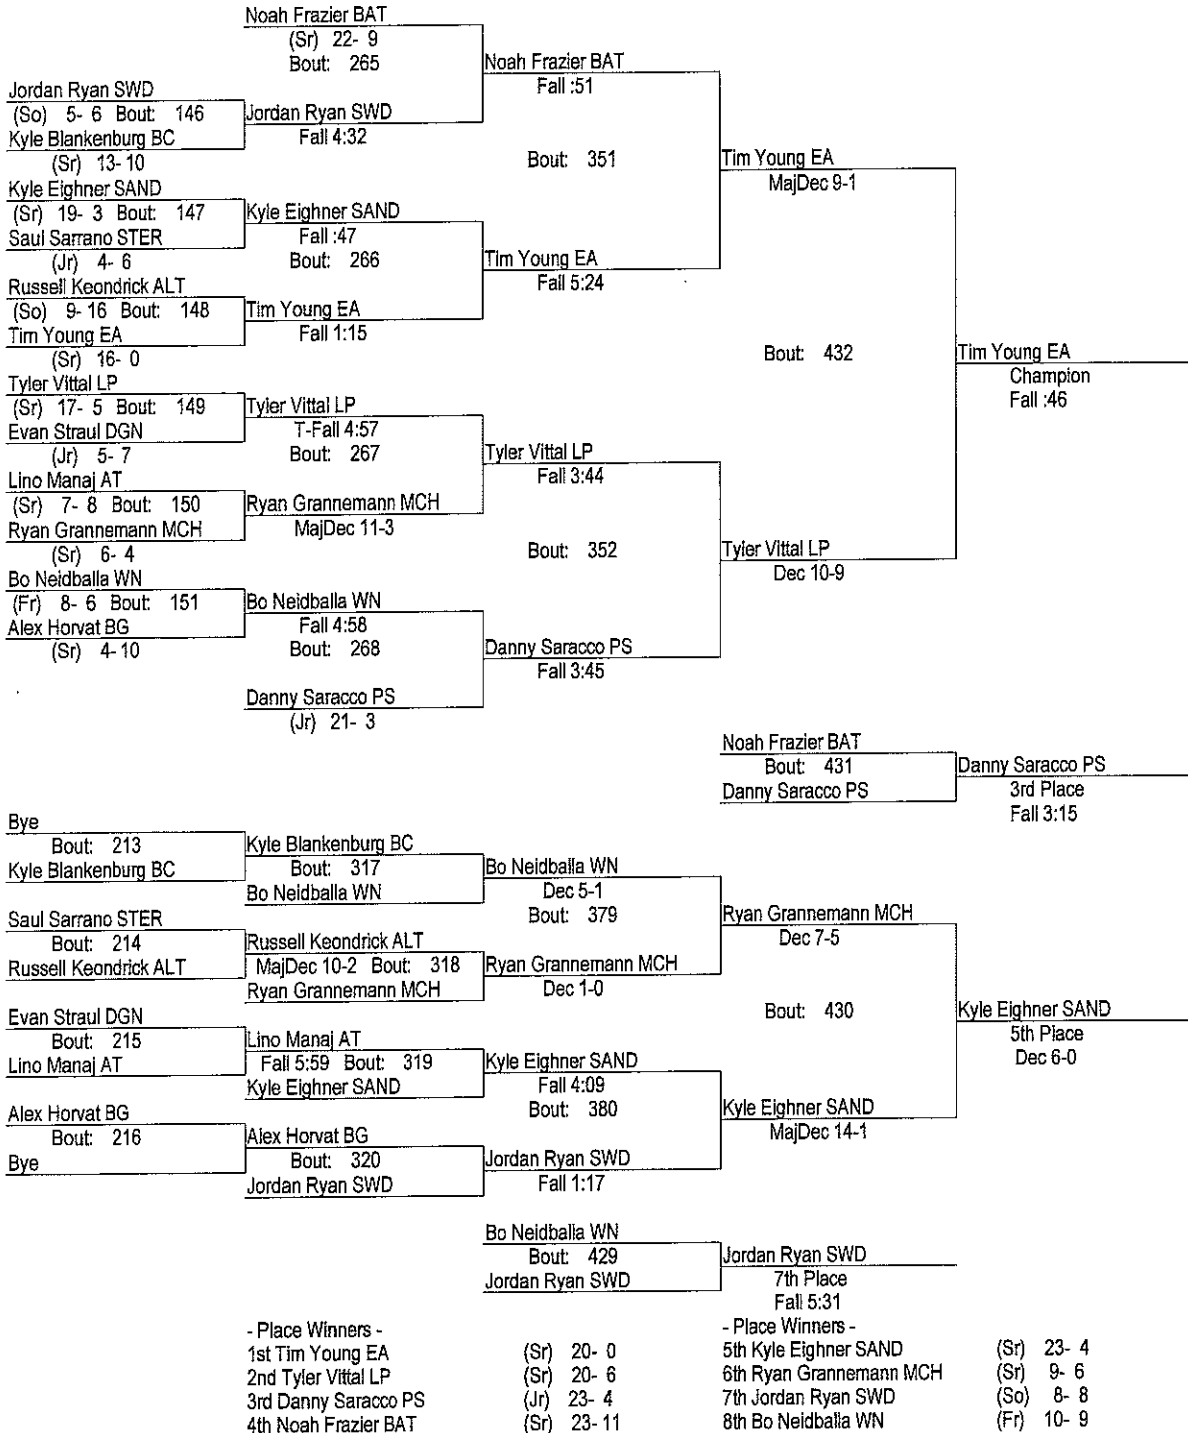 Noah Frazier BAT
(Sr) 22- 9
Bout: 265
Noah Frazier BAT
Fall :51
Jordan Ryan SWD
(So) 5- 6 Bout: 146
Jordan Ryan SWD
Kyle Blankenburg BC
Fall 4:32
(Sr) 13- 10
Bout: 351
Tim Young EA
MajDec 9-1
Kyle Eighner SAND
(Sr) 19- 3 Bout: 147
Kyle Eighner SAND
Saul Sarrano STER
Fall :47
(Jr) 4- 6
Bout: 266
Tim Young EA
Fall 5:24
Russell Keondrick ALT
(So) 9- 16 Bout: 148
Tim Young EA
Tim Young EA
Fall 1:15
(Sr) 16- 0
Bout: 432
Tim Young EA
Champion
Fall :46
Tyler Vittal LP
(Sr) 17- 5 Bout: 149
Tyler Vittal LP
Evan Straul DGN
T-Fall 4:57
(Jr) 5- 7
Bout: 267
Tyler Vittal LP
Fall 3:44
Lino Manaj AT
(Sr) 7- 8 Bout: 150
Ryan Grannemann MCH
Ryan Grannemann MCH
MajDec 11-3
(Sr) 6- 4
Bout: 352
Tyler Vittal LP
Dec 10-9
Bo Neidballa WN
(Fr) 8- 6 Bout: 151
Bo Neidballa WN
Alex Horvat BG
Fall 4:58
(Sr) 4- 10
Bout: 268
Danny Saracco PS
Fall 3:45
Danny Saracco PS
(Jr) 21- 3
Noah Frazier BAT
Bout: 431
Danny Saracco PS
Danny Saracco PS
3rd Place
Fall 3:15
Bye
Bout: 213
Kyle Blankenburg BC
Kyle Blankenburg BC
Bout: 317
Bo Neidballa WN
Bo Neidballa WN
Dec 5-1
Bout: 379
Ryan Grannemann MCH
Dec 7-5
Saul Sarrano STER
Bout: 214
Russell Keondrick ALT
Russell Keondrick ALT
MajDec 10-2 Bout: 318
Ryan Grannemann MCH
Ryan Grannemann MCH
Dec 1-0
Bout: 430
Kyle Eighner SAND
5th Place
Dec 6-0
Evan Straul DGN
Bout: 215
Lino Manaj AT
Lino Manaj AT
Fall 5:59 Bout: 319
Kyle Eighner SAND
Kyle Eighner SAND
Fall 4:09
Bout: 380
Kyle Eighner SAND
MajDec 14-1
Alex Horvat BG
Bout: 216
Bye
Alex Horvat BG
Bout: 320
Jordan Ryan SWD
Jordan Ryan SWD
Fall 1:17
Bo Neidballa WN
Bout: 429
Jordan Ryan SWD
Jordan Ryan SWD
7th Place
Fall 5:31
- Place Winners -
1st Tim Young EA (Sr) 20- 0
2nd Tyler Vittal LP (Sr) 20- 6
3rd Danny Saracco PS (Jr) 23- 4
4th Noah Frazier BAT (Sr) 23- 11
- Place Winners -
5th Kyle Eighner SAND (Sr) 23- 4
6th Ryan Grannemann MCH (Sr) 9- 6
7th Jordan Ryan SWD (So) 8- 8
8th Bo Neidballa WN (Fr) 10- 9